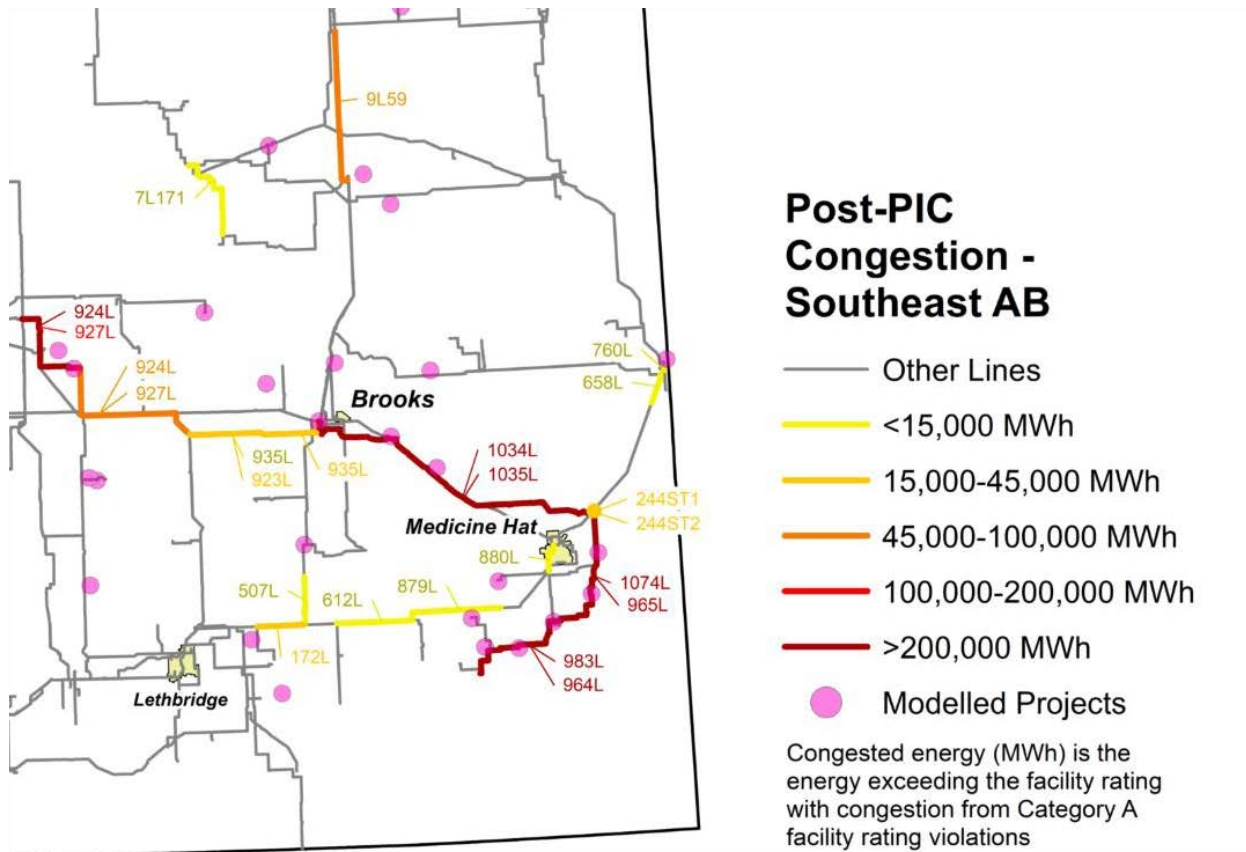 9L59
7L171
924L
927L
924L
927L
760L
658L
Brooks
935L
923L
935L
1034L
1035L
244ST1
244ST2
Medicine Hat
880L
507L
612L
879L
1074L
965L
172L
983L
964L
Lethbridge
Post-PIC
Congestion -
Southeast AB
Other Lines
<15,000 MWh
15,000-45,000 MWh
45,000-100,000 MWh
100,000-200,000 MWh
>200,000 MWh
Modelled Projects
Congested energy (MWh) is the
energy exceeding the facility rating
with congestion from Category A
facility rating violations